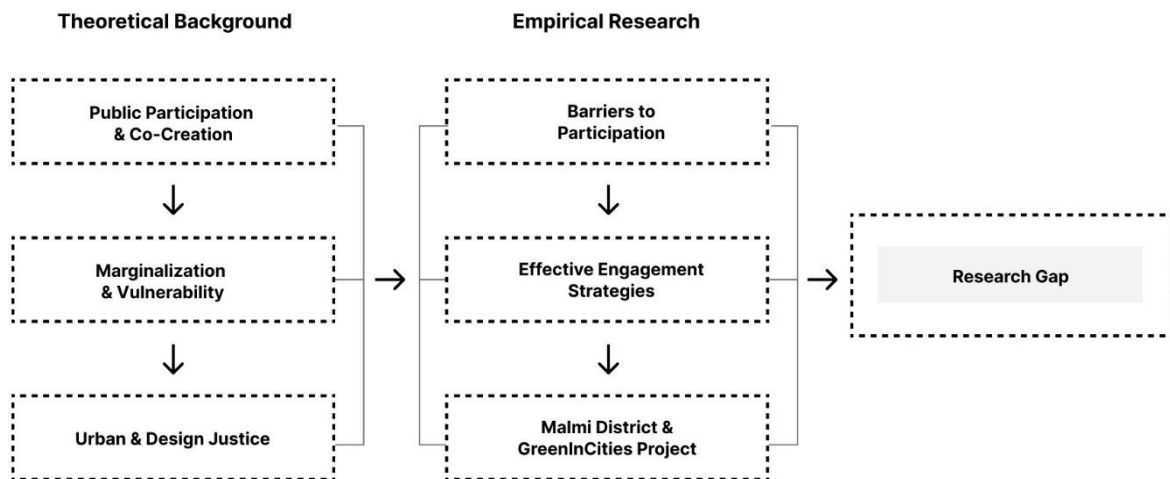 Theoretical Background
Public Participation
& Co-Creation
Marginalization
& Vulnerability
Urban & Design Justice
Empirical Research
Barriers to
Participation
Effective Engagement
Strategies
Malmi District &
GreenInCities Project
Research Gap